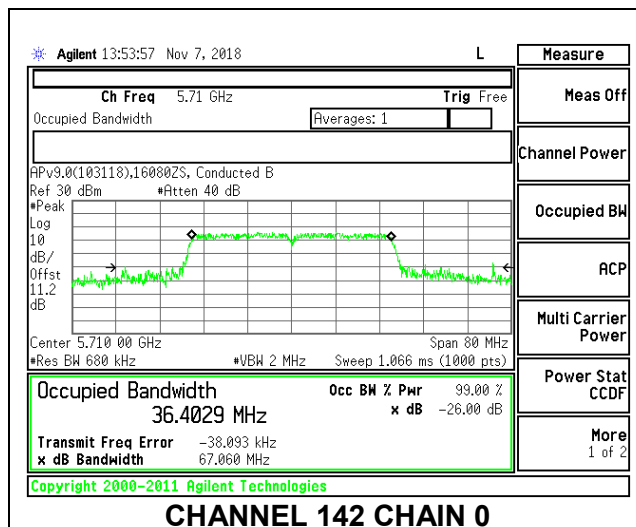 Agilent 13:53:57 Nov 7, 2018 L
Measure
Ch Freq 5.71 GHz Trig Free
Meas Off
Occupied Bandwidth Averages: 1
Channel Power
APv9.0(103118),16080ZS, Conducted B
Ref 30 dBm #Atten 40 dB
#Peak
Log
10
dB/
Offst
11.2
dB
Occupied BW
ACP
Center 5.710 00 GHz Span 80 MHz
#Res BW 680 kHz #VBW 2 MHz Sweep 1.066 ms (1000 pts)
Multi Carrier
Power
Occupied Bandwidth Occ BW % Pwr 99.00 %
36.4029 MHz x dB -26.00 dB
Power Stat
CCDF
Transmit Freq Error -38.093 kHz
x dB Bandwidth 67.060 MHz
More
1 of 2
Copyright 2000-2011 Agilent Technologies
CHANNEL 142 CHAIN 0